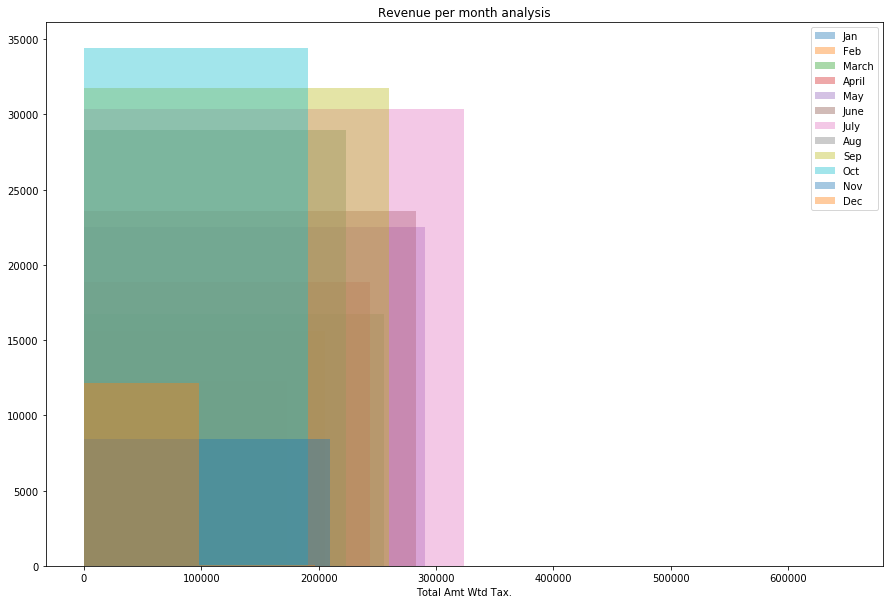 Revenue per month analysis
35000
30000
25000
20000
15000
10000
5000
0
Jan
Feb
March
April
May
June
July
Aug
Sep
Oct
Nov
Dec
0 100000 200000 300000 400000 500000 600000
Total Amt Wtd Tax.